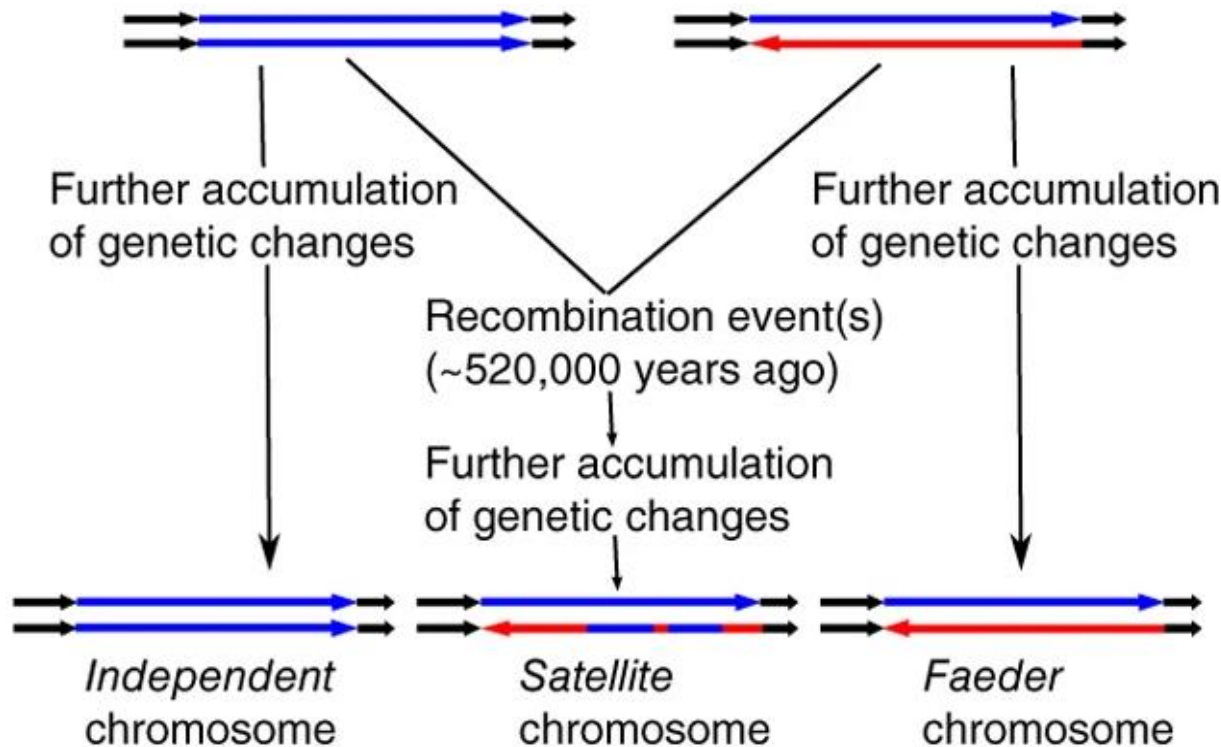 Further accumulation
of genetic changes
Further accumulation
of genetic changes
Recombination event(s)
(~520,000 years ago)
Further accumulation
of genetic changes
Independent
chromosome
Satellite
chromosome
Faeder
chromosome